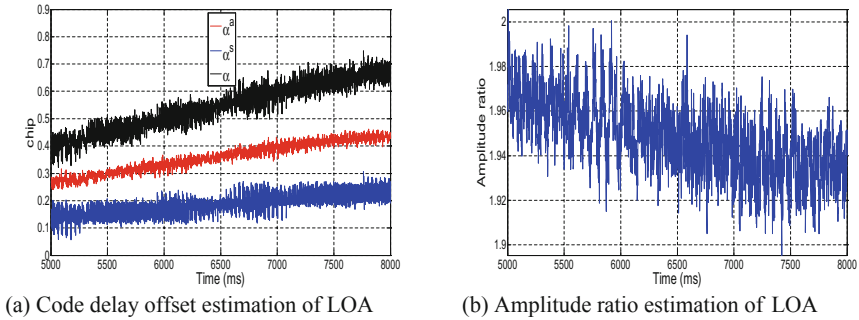 0.9
0.8
0.7
0.6
0.5
0.4
0.3
0.2
0.1
0
chip
α^a
α^s
α
5000 5500 6000 6500 7000 7500 8000
Time (ms)
(a) Code delay offset estimation of LOA
2
1.98
1.96
1.94
1.92
1.9
Amplitude ratio
5000 5500 6000 6500 7000 7500 8000
Time (ms)
(b) Amplitude ratio estimation of LOA